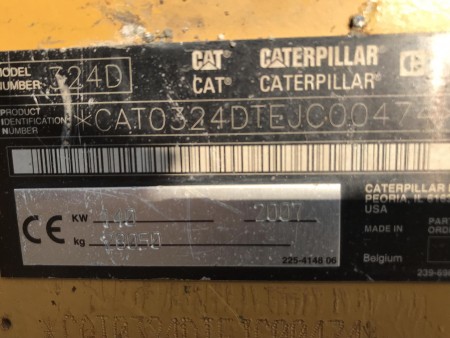 MODEL NUMBER 324D
CAT® CATERPILLAR®
CAT® CATERPILLAR®
PRODUCT IDENTIFICATION NUMBER *CAT0324DTEJC0047
CE
KW 140 2007
kg
225-4148 06
CATERPILLAR
PEORIA, IL
USA
MADE IN
Belgium